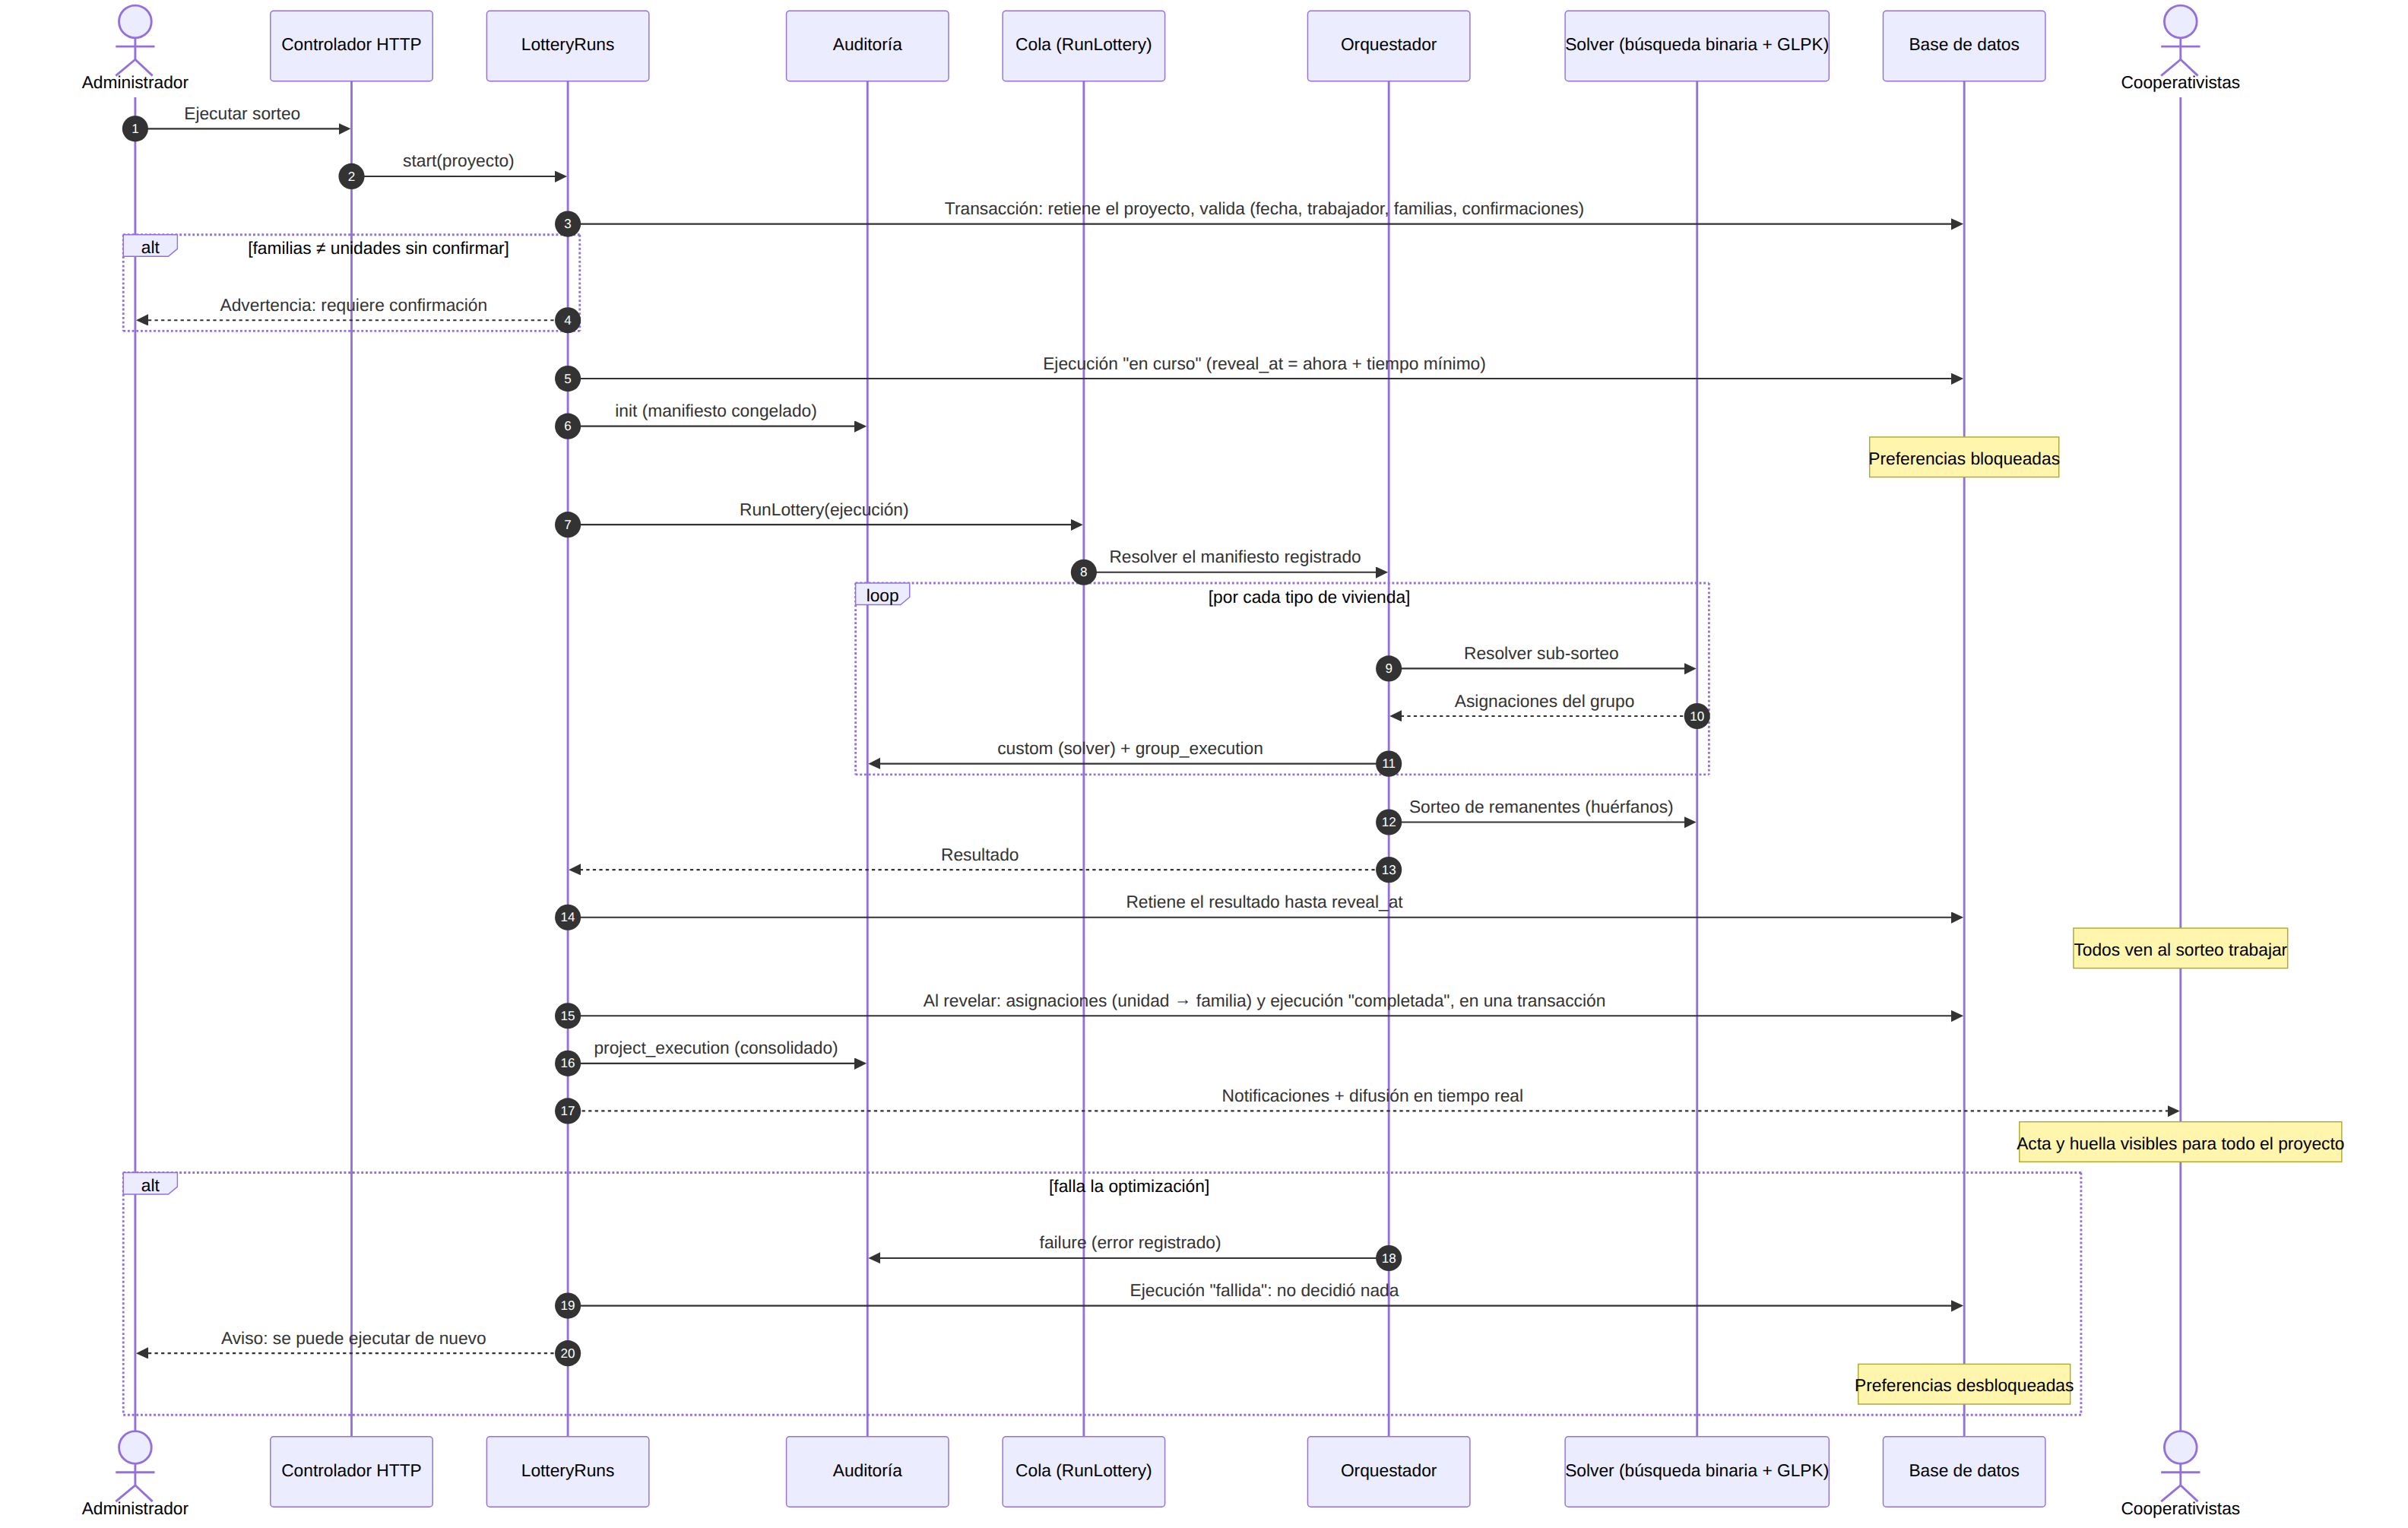 Administrador
Controlador HTTP
LotteryRuns
Auditoría
Cola (RunLottery)
Orquestador
Solver (búsqueda binaria + GLPK)
Base de datos
Cooperativistas
Ejecutar sorteo
1
start(proyecto)
2
Transacción: retiene el proyecto, valida (fecha, trabajador, familias, confirmaciones)
3
alt
[familias ≠ unidades sin confirmar]
Advertencia: requiere confirmación
4
Ejecución "en curso" (reveal_at = ahora + tiempo mínimo)
5
init (manifiesto congelado)
6
Preferencias bloqueadas
RunLottery(ejecución)
7
Resolver el manifiesto registrado
8
loop
[por cada tipo de vivienda]
Resolver sub-sorteo
9
Asignaciones del grupo
10
custom (solver) + group_execution
11
Sorteo de remanentes (huérfanos)
12
Resultado
13
Retiene el resultado hasta reveal_at
14
Todos ven al sorteo trabajar
Al revelar: asignaciones (unidad → familia) y ejecución "completada", en una transacción
15
project_execution (consolidado)
16
Notificaciones + difusión en tiempo real
17
Acta y huella visibles para todo el proyecto
alt
[falla la optimización]
failure (error registrado)
18
Ejecución "fallida": no decidió nada
19
Aviso: se puede ejecutar de nuevo
20
Preferencias desbloqueadas
Administrador
Controlador HTTP
LotteryRuns
Auditoría
Cola (RunLottery)
Orquestador
Solver (búsqueda binaria + GLPK)
Base de datos
Cooperativistas